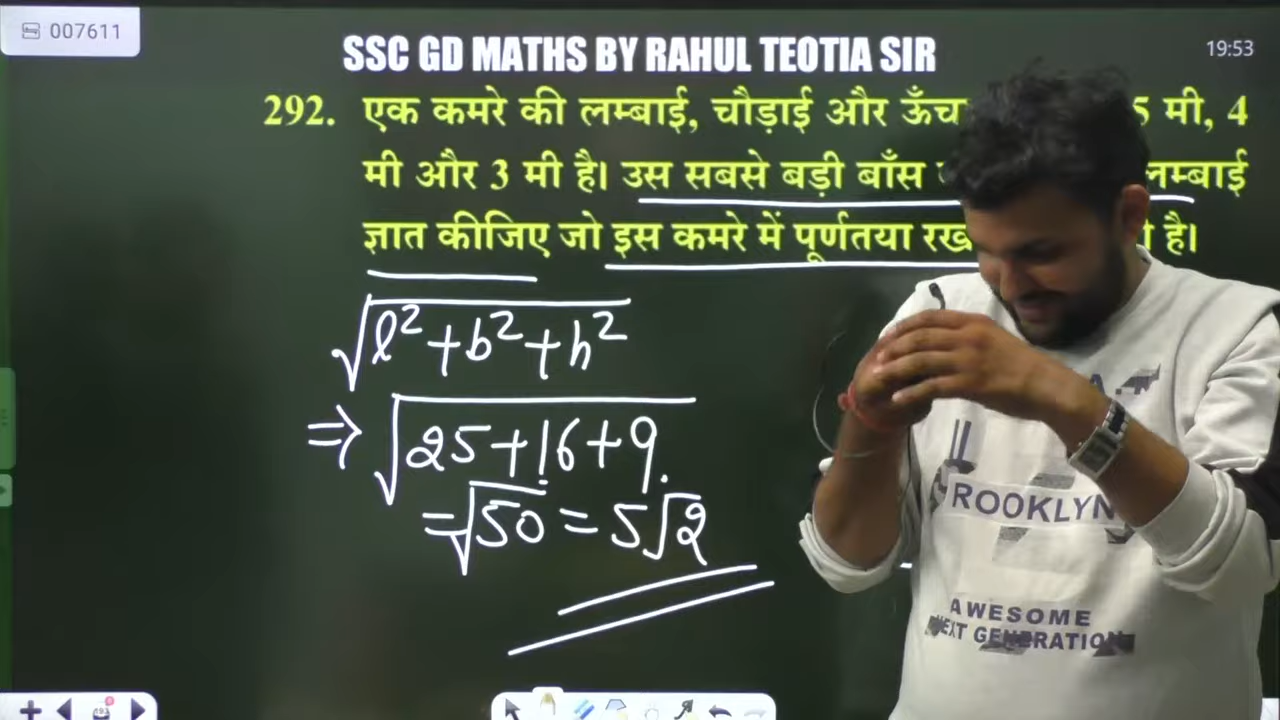 007611
SSC GD MATHS BY RAHUL TEOTIA SIR
19:53
292. एक कमरे की लम्बाई, चौड़ाई और 5 मी, 4
मी और 3 मी है। उस सबसे बड़ी बाँस लम्बाई
ज्ञात कीजिए जो इस कमरे में पूर्णतया है।
√l²+b²+h²
⇒ √25+16+9
=√50 = 5√2
ROOKLYN
AWESOME
NEXT GENERATION